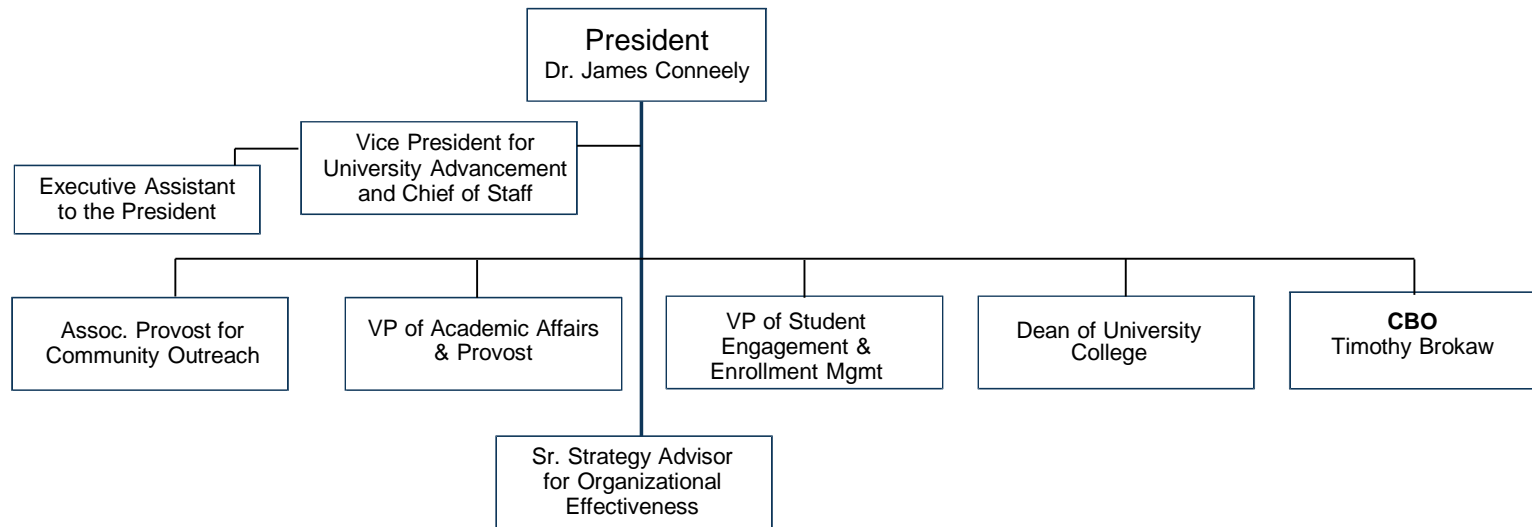 President
Dr. James Conneely
Vice President for
University Advancement
and Chief of Staff
Executive Assistant
to the President
Assoc. Provost for
Community Outreach
VP of Academic Affairs
& Provost
VP of Student
Engagement &
Enrollment Mgmt
Dean of University
College
CBO
Timothy Brokaw
Sr. Strategy Advisor
for Organizational
Effectiveness